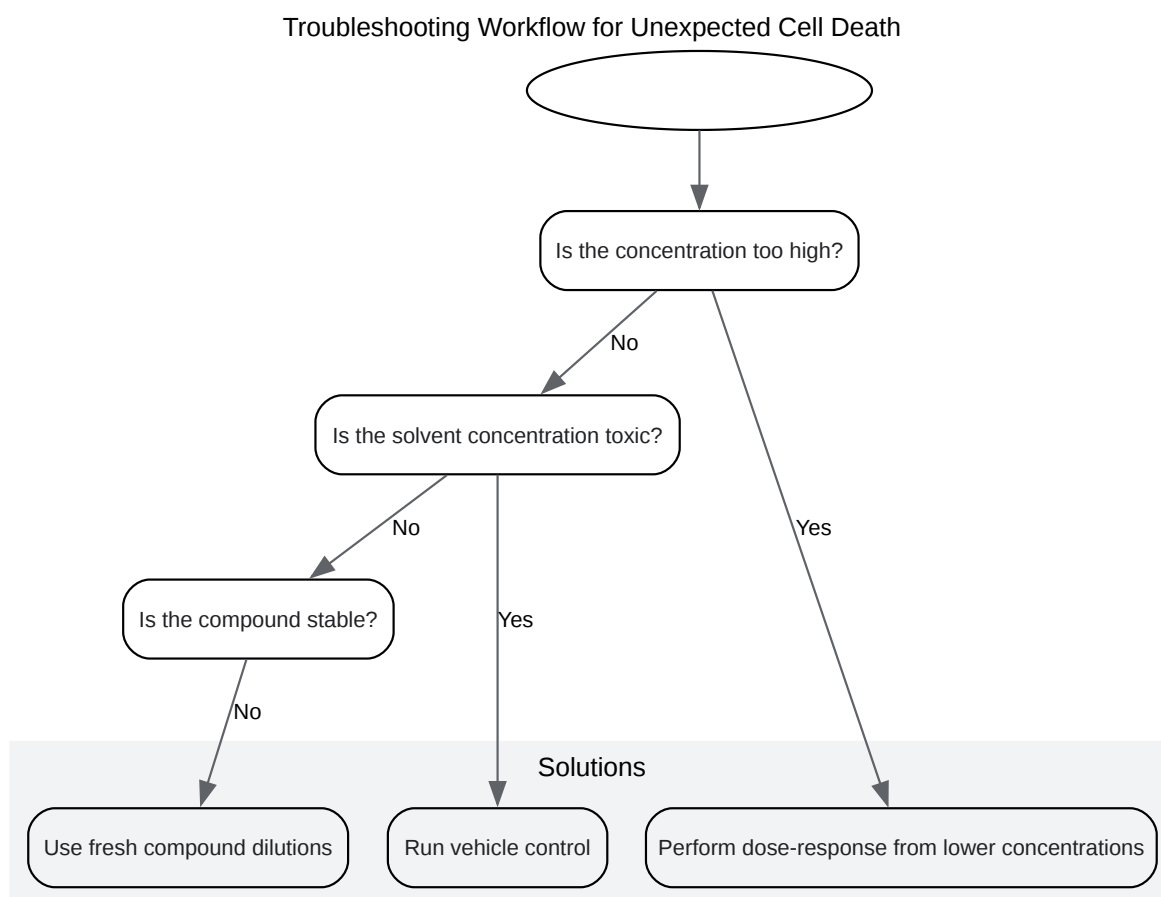 Troubleshooting Workflow for Unexpected Cell Death
Is the concentration too high?
No
Is the solvent concentration toxic?
No
Yes
Is the compound stable?
Yes
No
Solutions
Use fresh compound dilutions
Run vehicle control
Perform dose-response from lower concentrations